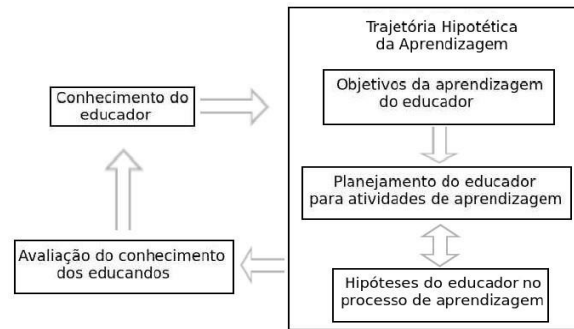 Trajetória Hipotética
da Aprendizagem
Objetivos da aprendizagem
do educador
Conhecimento do
educador
Planejamento do educador
para atividades de aprendizagem
Avaliação do conhecimento
dos educandos
Hipóteses do educador no
processo de aprendizagem